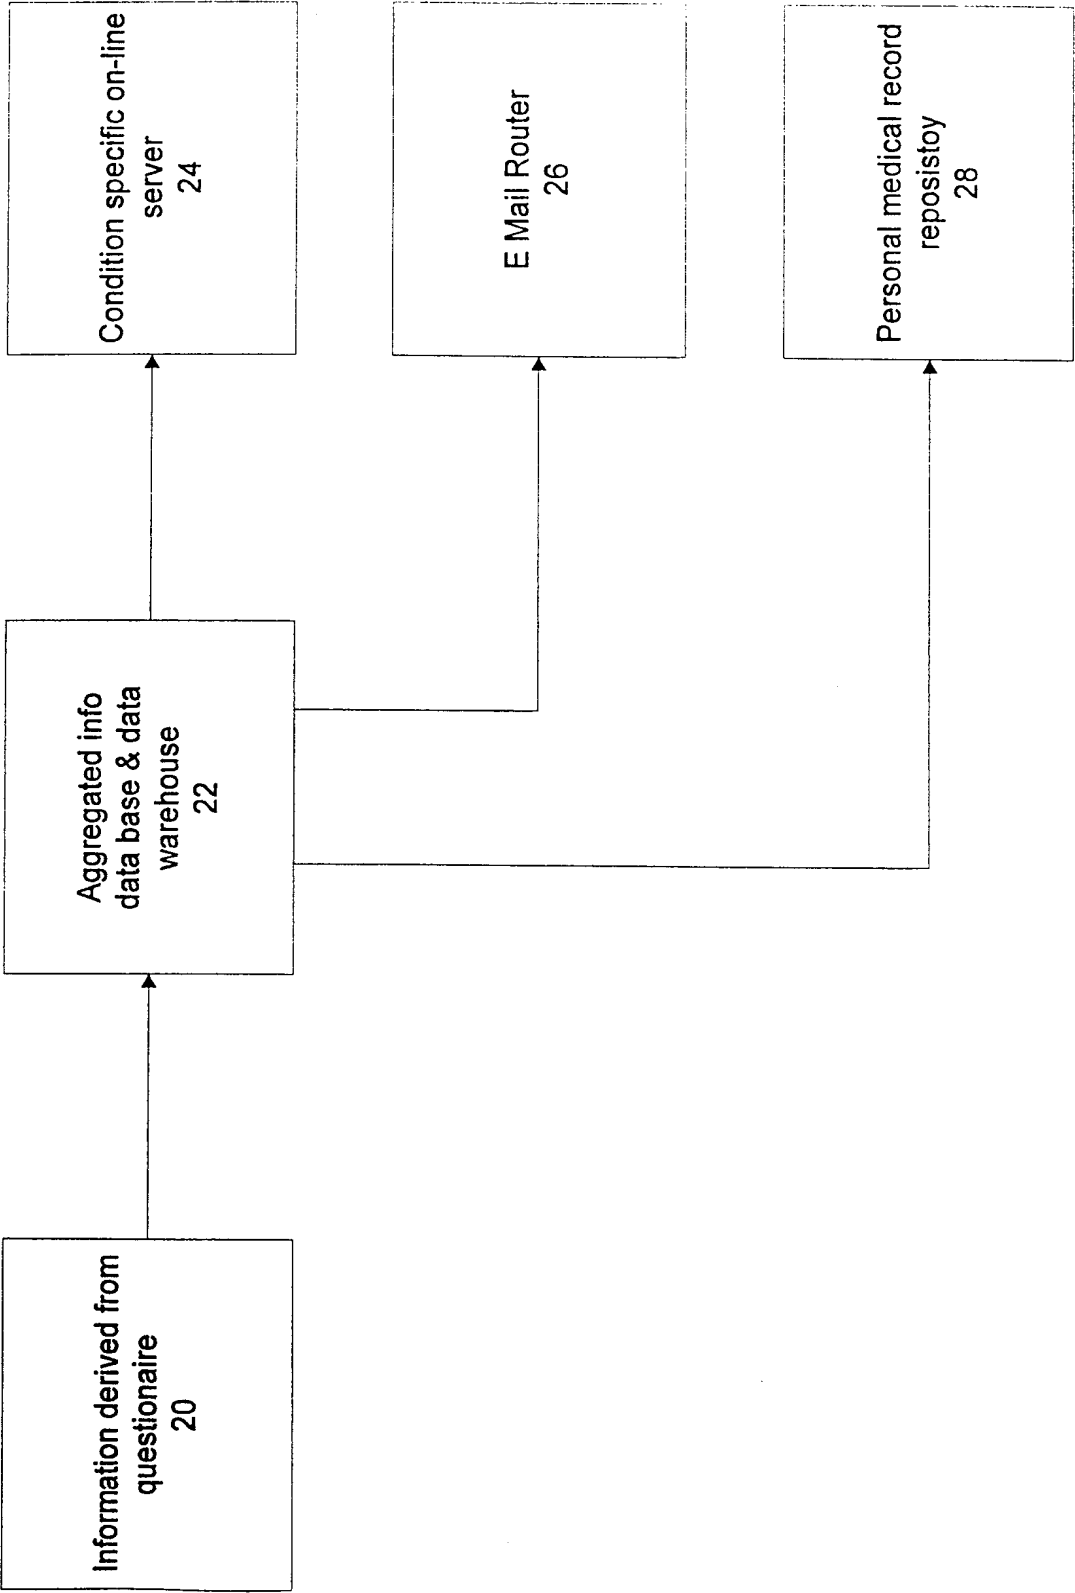 Information derived from
questionaire
20
Aggregated info
data base & data
warehouse
22
Condition specific on-line
server
24
E Mail Router
26
Personal medical record
reposistoy
28